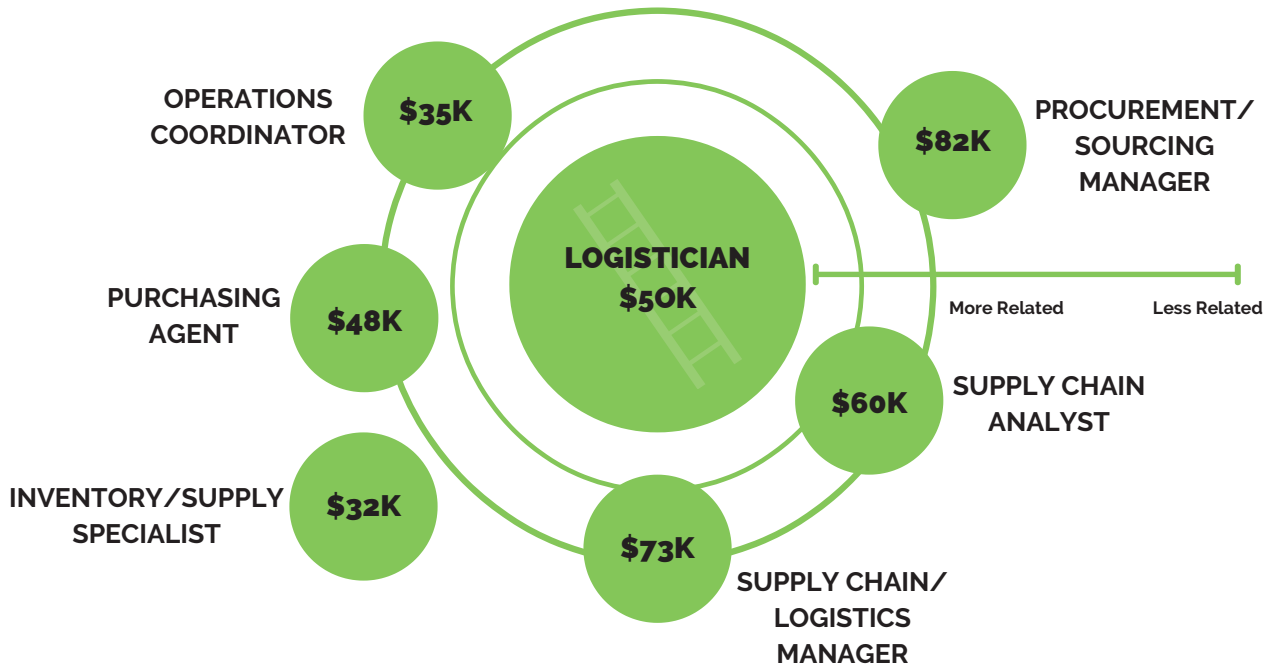 OPERATIONS
COORDINATOR
$35K
$82K
PROCUREMENT/
SOURCING
MANAGER
LOGISTICIAN
$50K
More Related
Less Related
PURCHASING
AGENT
$48K
$60K
SUPPLY CHAIN
ANALYST
INVENTORY/SUPPLY
SPECIALIST
$32K
$73K
SUPPLY CHAIN/
LOGISTICS
MANAGER